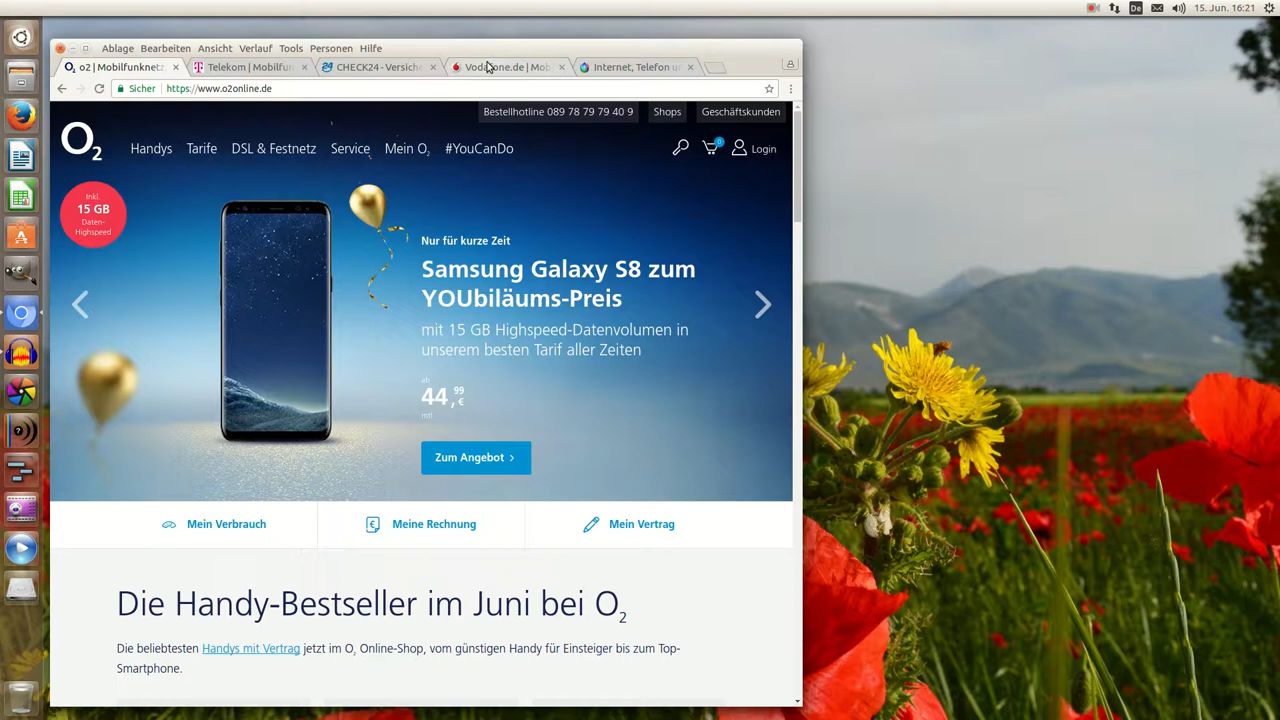 De
15. Jun. 16:21
Ablage Bearbeiten Ansicht Verlauf Tools Personen Hilfe
o2 | Mobilfunknetz
Telekom | Mobilfun
CHECK24 - Versiche
Vodafone.de | Mob
Internet, Telefon u
Sicher https://www.o2online.de
Bestellhotline 089 78 79 79 40 9
Shops
Geschäftskunden
O2
Handys
Tarife
DSL & Festnetz
Service
Mein O2
#YouCanDo
0
Login
Inkl.
15 GB
Daten-
Highspeed
Nur für kurze Zeit
Samsung Galaxy S8 zum
YOUbiläums-Preis
mit 15 GB Highspeed-Datenvolumen in
unserem besten Tarif aller Zeiten
ab
44,99 €
mtl
Zum Angebot
Mein Verbrauch
Meine Rechnung
Mein Vertrag
Die Handy-Bestseller im Juni bei O2
Die beliebtesten Handys mit Vertrag jetzt im O2 Online-Shop, vom günstigen Handy für Einsteiger bis zum Top-
Smartphone.